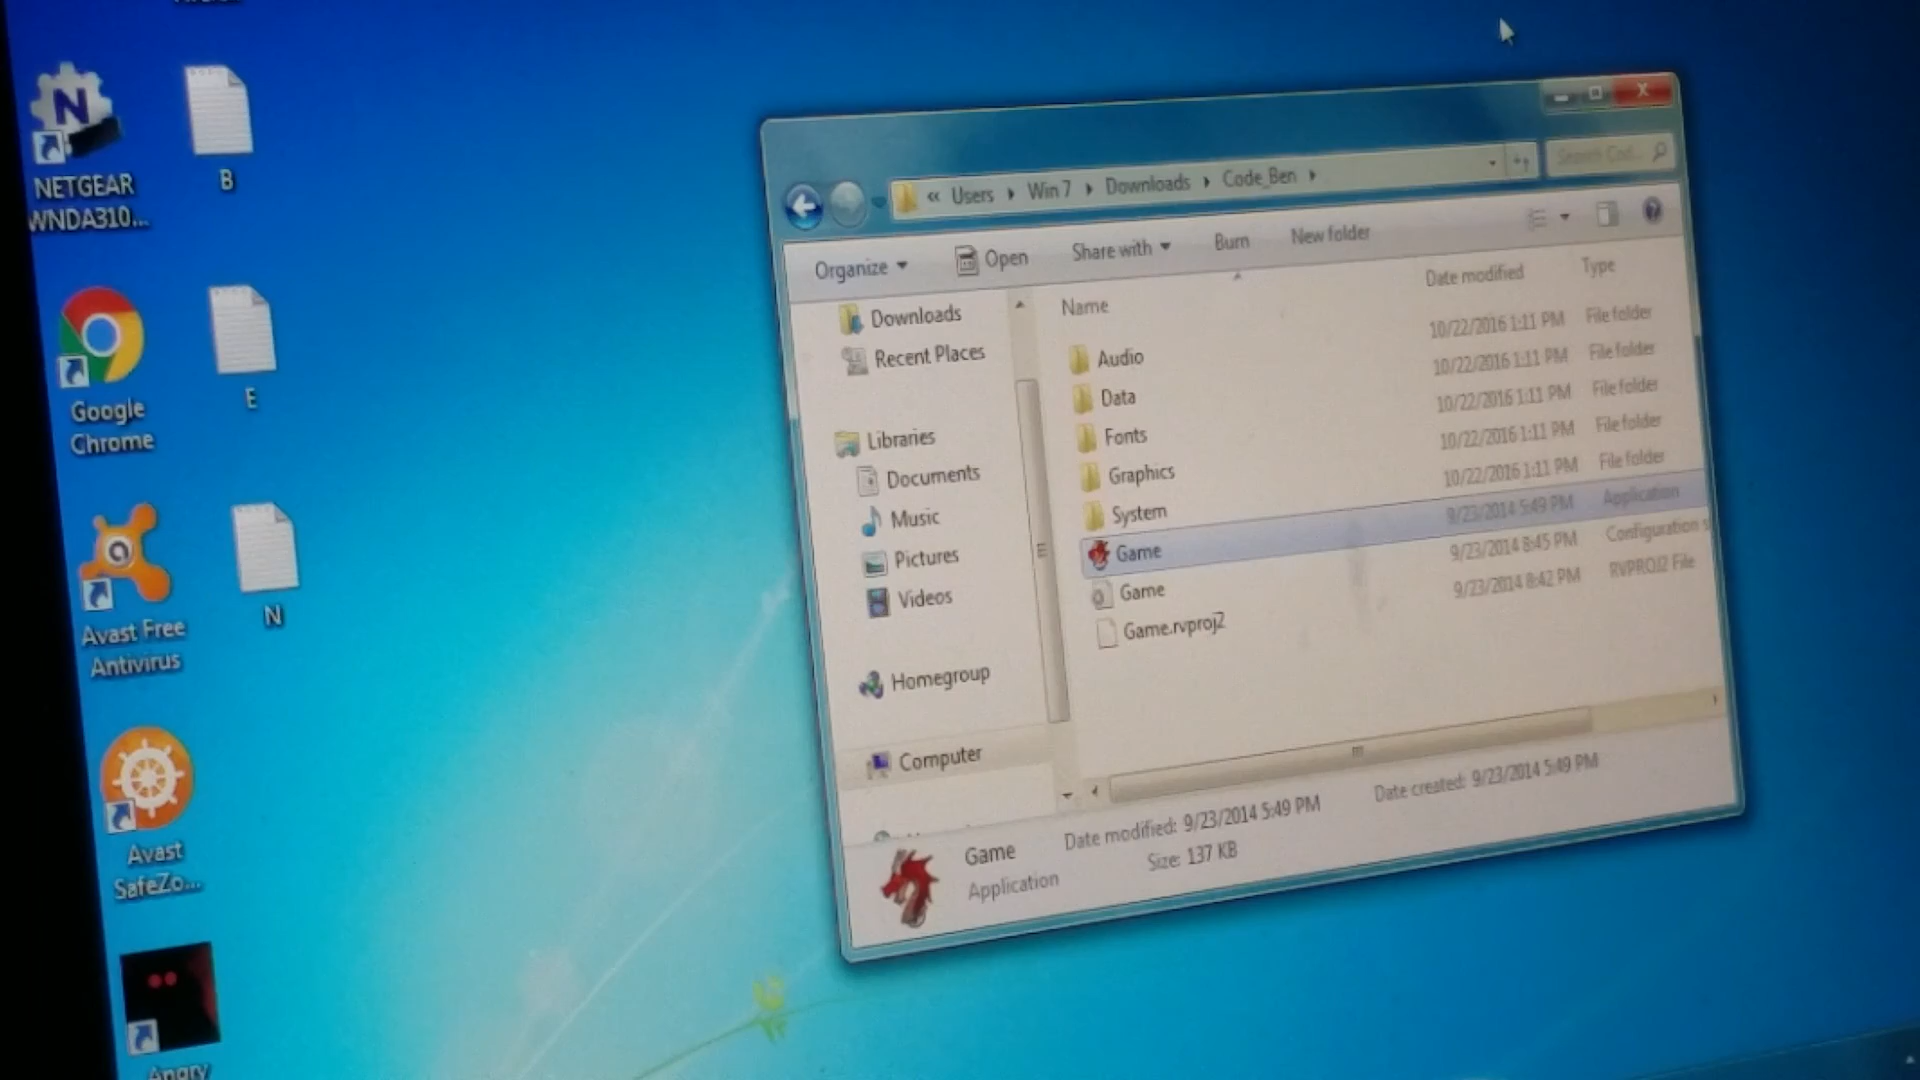 NETGEAR
WNDA310...
B
Google
Chrome
E
Avast Free
Antivirus
N
Avast
SafeZo...
Angry
« Users Win 7 Downloads Code_Ben
Search Cod...
Organize Open Share with Burn New folder
Downloads
Recent Places
Libraries
Documents
Music
Pictures
Videos
Homegroup
Computer
Name Date modified Type
Audio 10/22/2016 1:11 PM File folder
Data 10/22/2016 1:11 PM File folder
Fonts 10/22/2016 1:11 PM File folder
Graphics 10/22/2016 1:11 PM File folder
System 10/22/2016 1:11 PM File folder
Game 9/23/2014 5:49 PM Application
Game 9/23/2014 8:45 PM Configuration s
Game.rvproj2 9/23/2014 8:42 PM RVPROJ2 File
Game Date modified: 9/23/2014 5:49 PM Date created: 9/23/2014 5:49 PM
Application Size: 137 KB